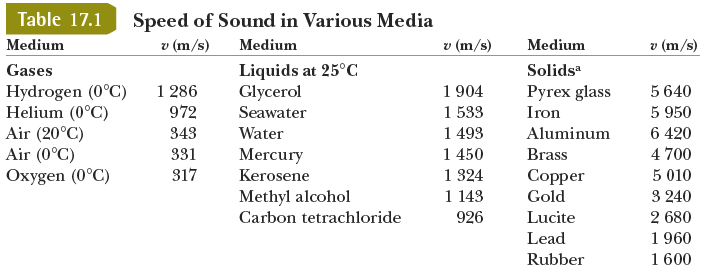 Table 17.1 Speed of Sound in Various Media
Medium v (m/s) Medium v (m/s) Medium v (m/s)
Gases Liquids at 25°C Solidsᵃ
Hydrogen (0°C) 1 286 Glycerol 1 904 Pyrex glass 5 640
Helium (0°C) 972 Seawater 1 533 Iron 5 950
Air (20°C) 343 Water 1 493 Aluminum 6 420
Air (0°C) 331 Mercury 1 450 Brass 4 700
Oxygen (0°C) 317 Kerosene 1 324 Copper 5 010
Methyl alcohol 1 143 Gold 3 240
Carbon tetrachloride 926 Lucite 2 680
Lead 1 960
Rubber 1 600